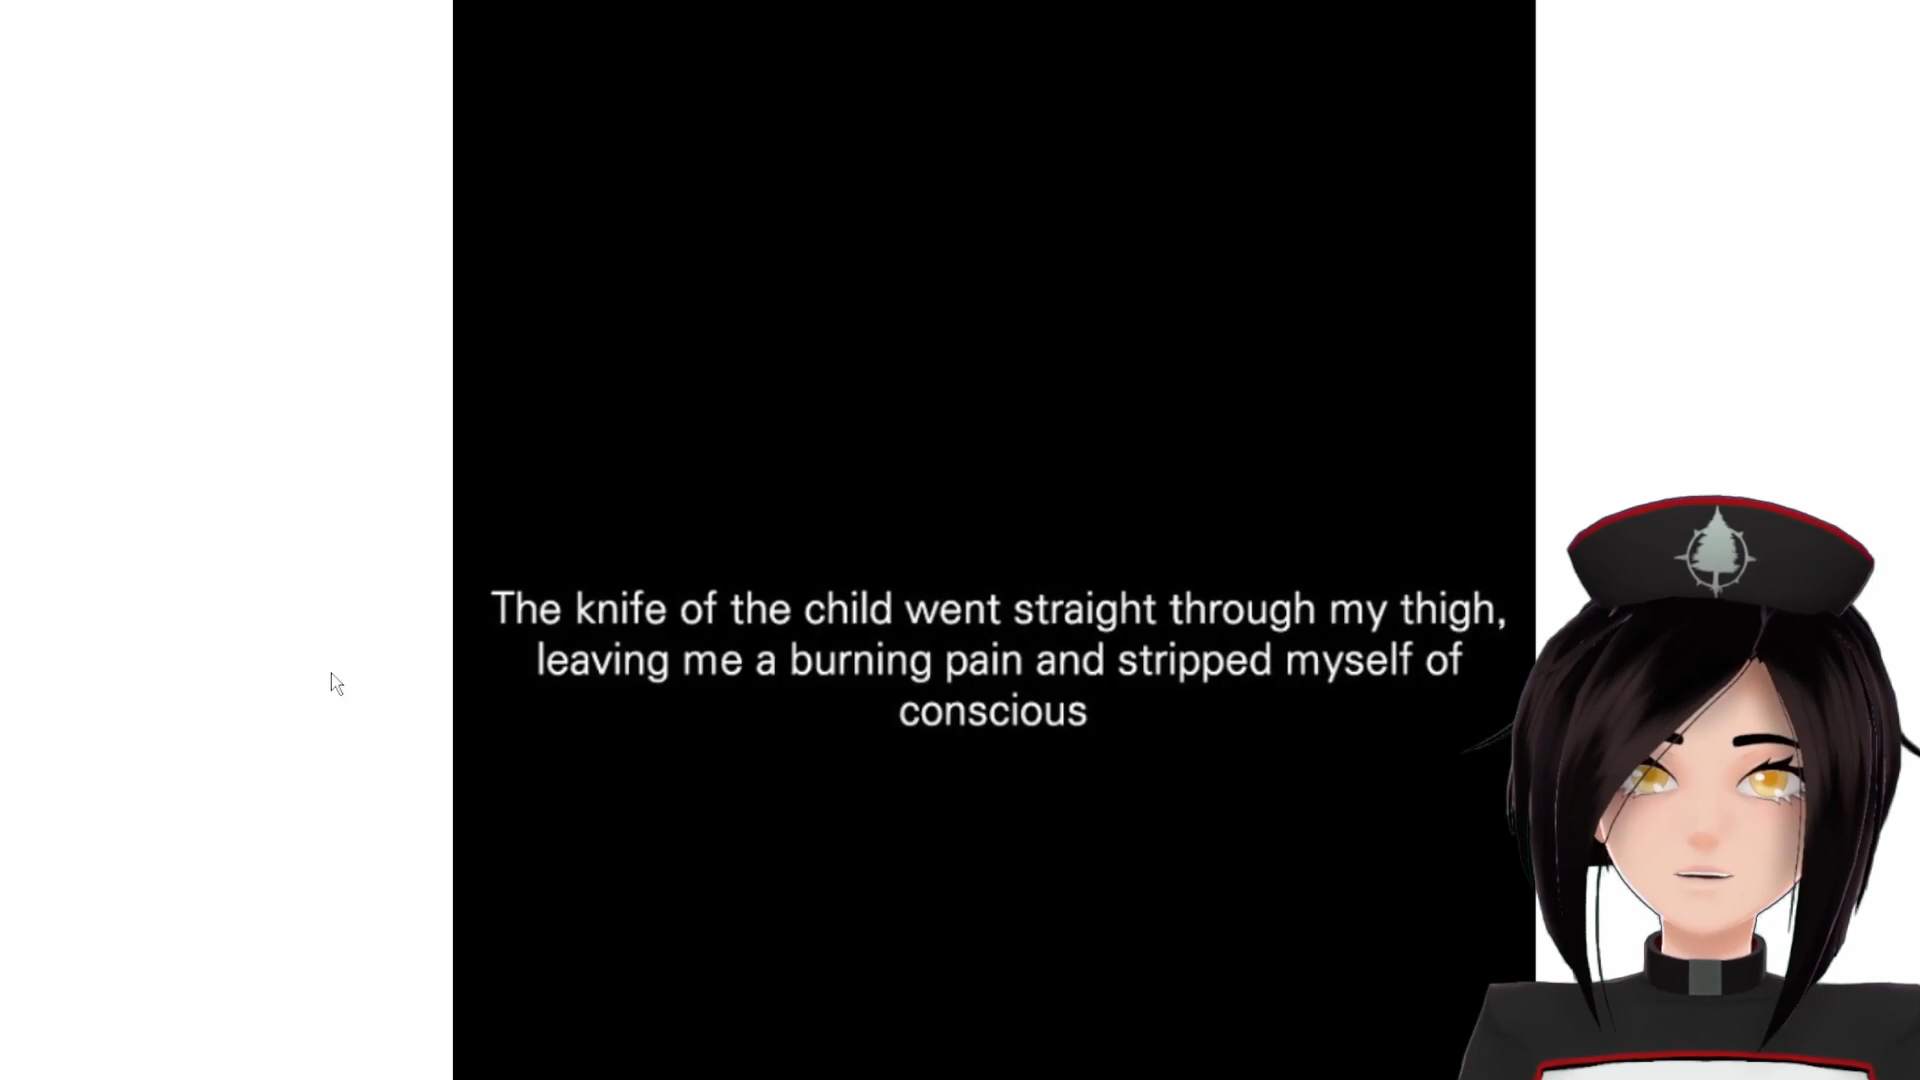 The knife of the child went straight through my thigh,
leaving me a burning pain and stripped myself of
conscious